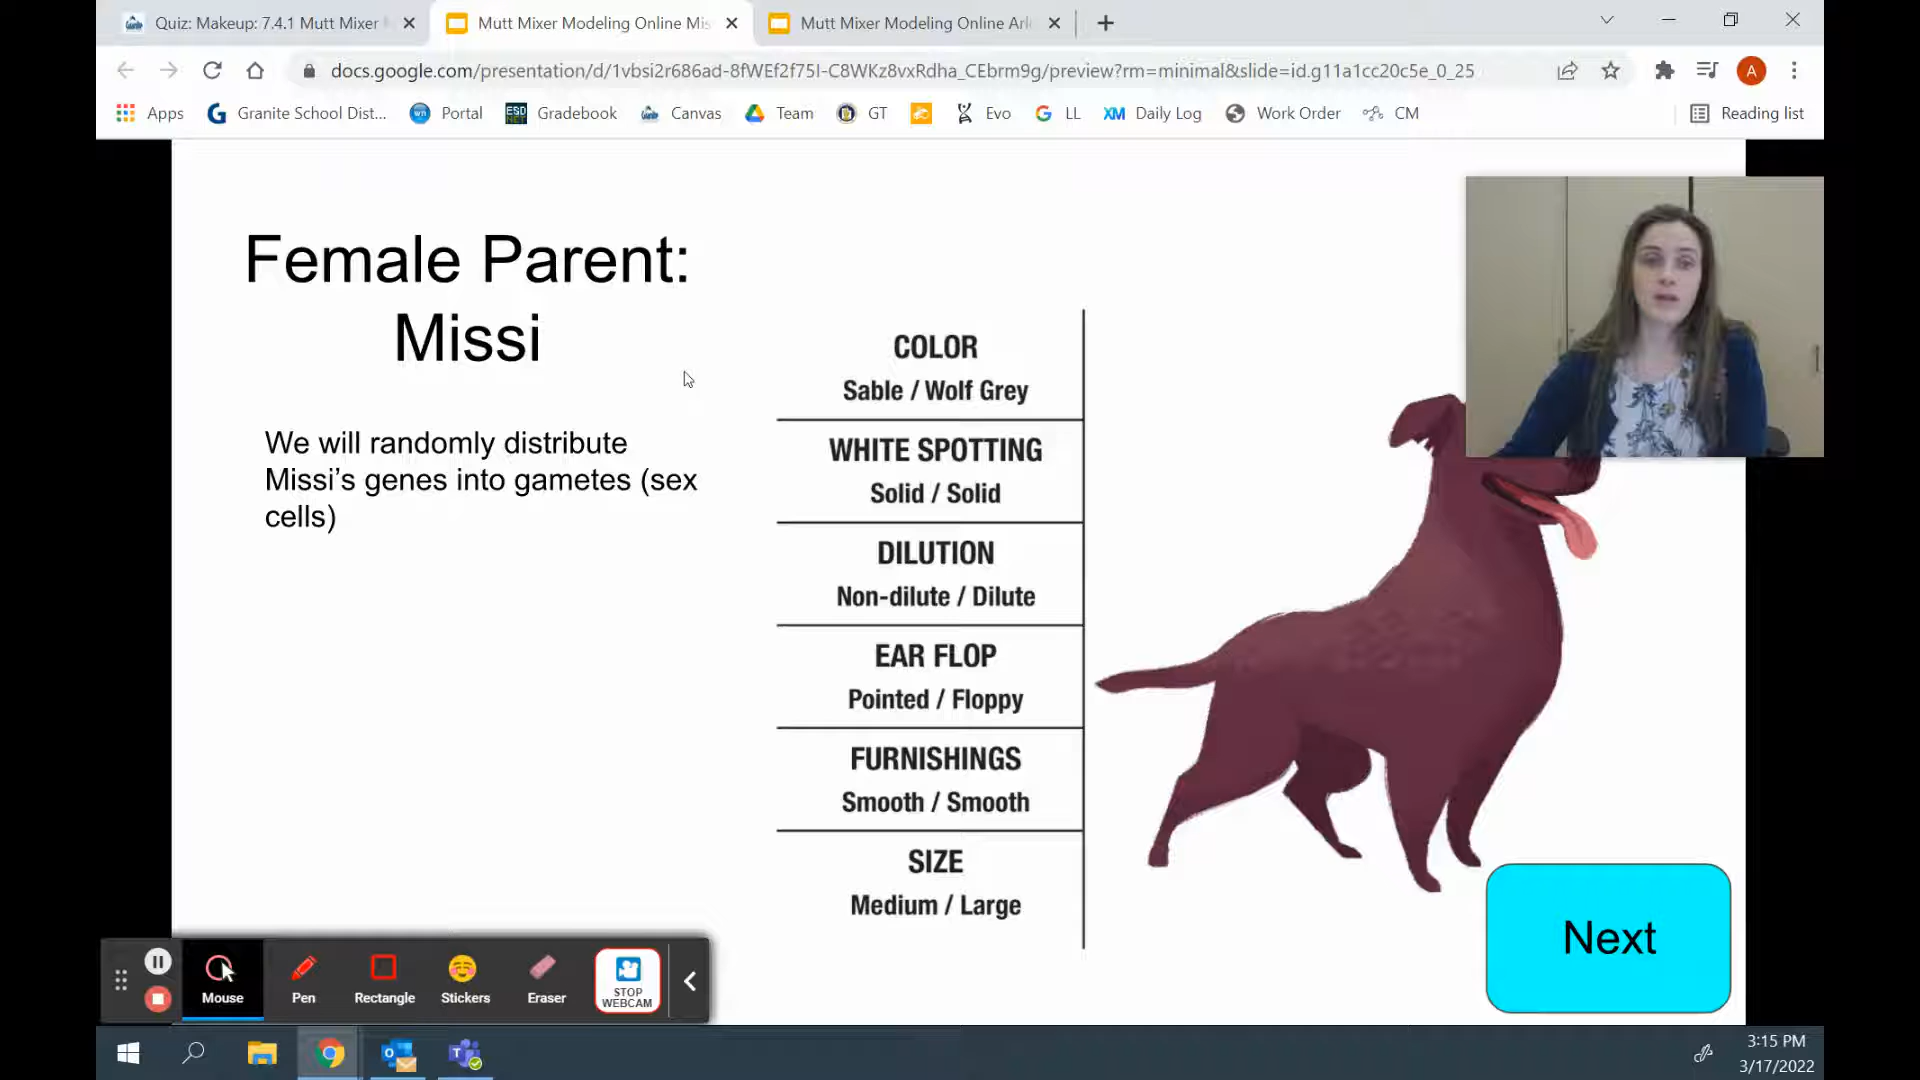 Quiz: Makeup: 7.4.1 Mutt Mixer
Mutt Mixer Modeling Online Mis
Mutt Mixer Modeling Online Arl
docs.google.com/presentation/d/1vbsi2r686ad-8fWEf2f75I-C8WKz8vxRdha_CEbrm9g/preview?rm=minimal&slide=id.g11a1cc20c5e_0_25
A
Apps
Granite School Dist...
Portal
Gradebook
Canvas
Team
GT
Evo
LL
XM Daily Log
Work Order
CM
Reading list
Female Parent:
Missi
We will randomly distribute
Missi's genes into gametes (sex
cells)
COLOR
Sable / Wolf Grey
WHITE SPOTTING
Solid / Solid
DILUTION
Non-dilute / Dilute
EAR FLOP
Pointed / Floppy
FURNISHINGS
Smooth / Smooth
SIZE
Medium / Large
Next
Mouse
Pen
Rectangle
Stickers
Eraser
STOP
WEBCAM
3:15 PM
3/17/2022